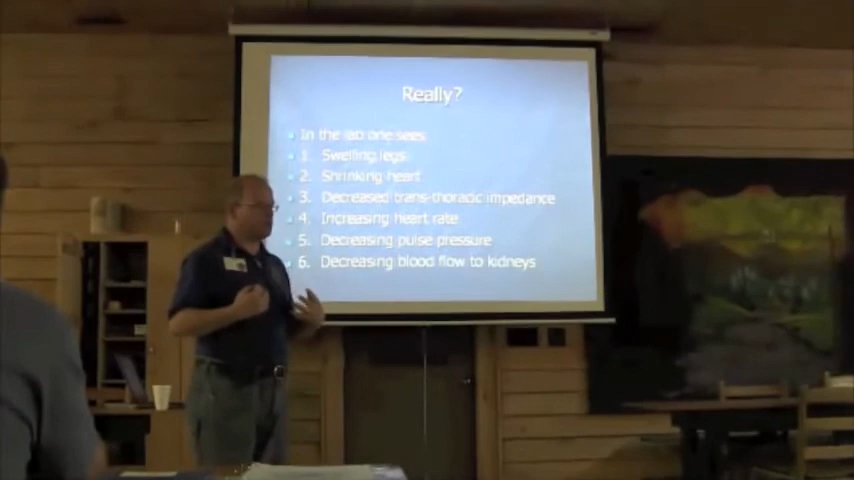 Really?
In the lab one sees
1. Swelling legs
2. Shrinking heart
3. Decreased trans-thoracic impedance
4. Increasing heart rate
5. Decreasing pulse pressure
6. Decreasing blood flow to kidneys